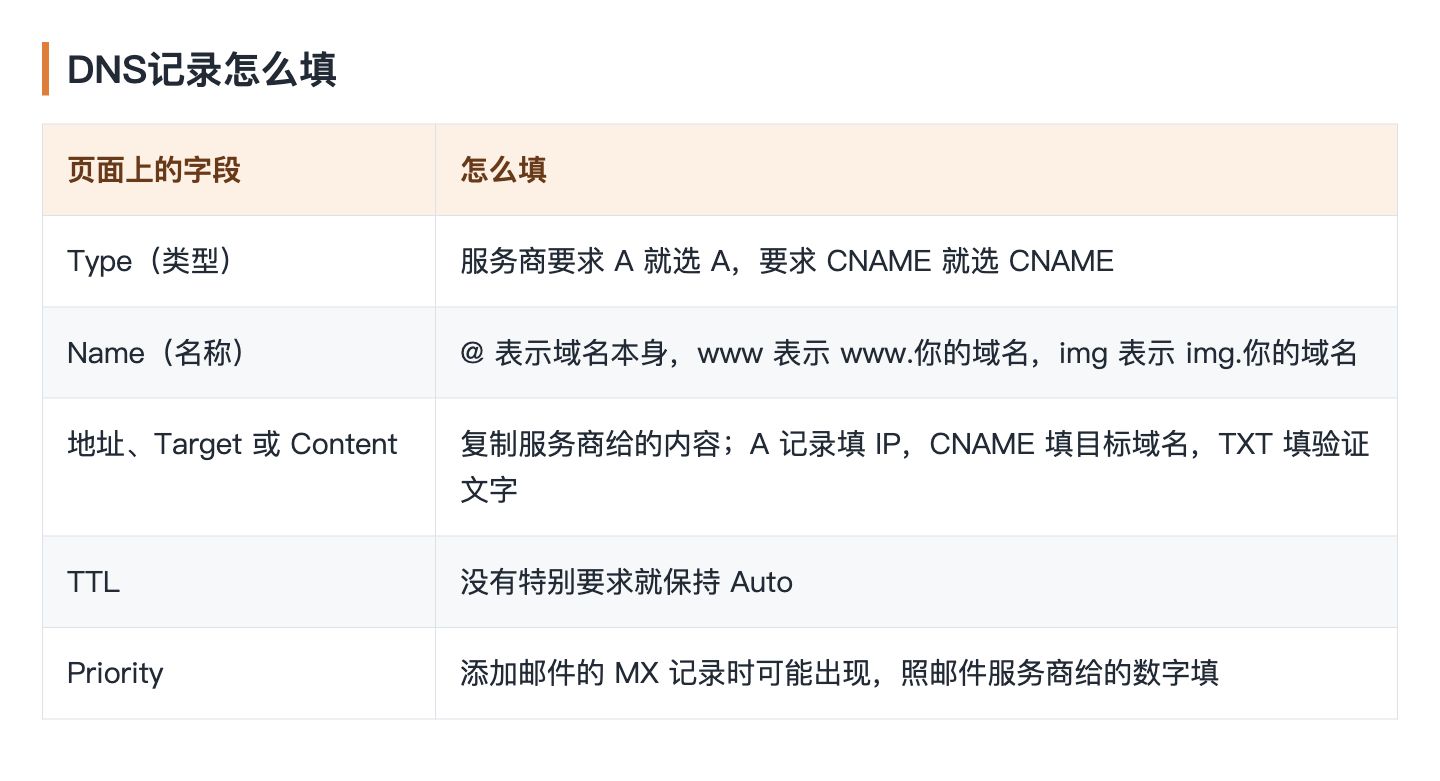 DNS记录怎么填
页面上的字段
怎么填
Type（类型）
服务商要求 A 就选 A，要求 CNAME 就选 CNAME
Name（名称）
@ 表示域名本身，www 表示 www.你的域名，img 表示 img.你的域名
地址、Target 或 Content
复制服务商给的内容；A 记录填 IP，CNAME 填目标域名，TXT 填验证
文字
TTL
没有特别要求就保持 Auto
Priority
添加邮件的 MX 记录时可能出现，照邮件服务商给的数字填